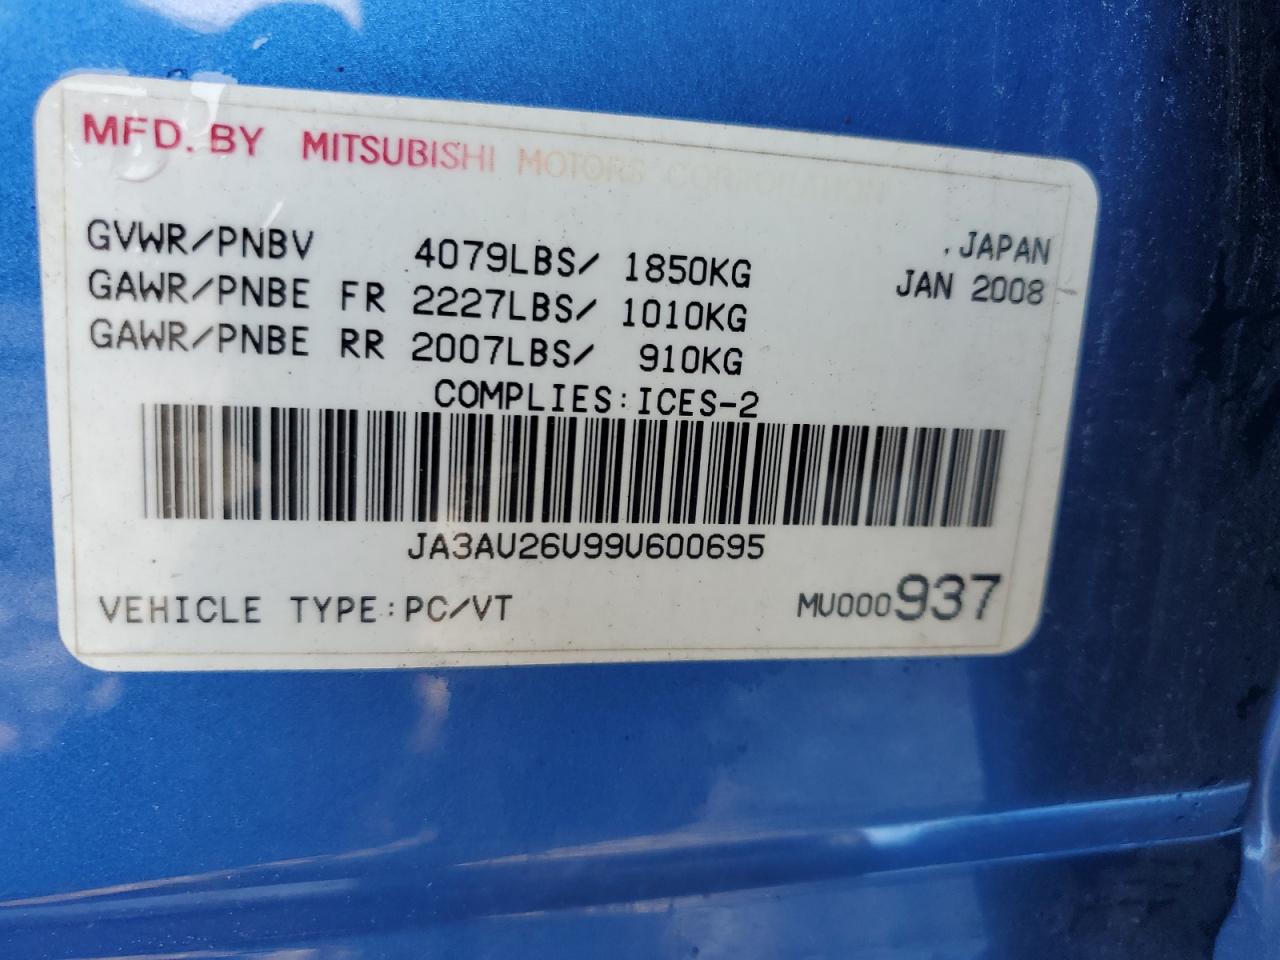 MFD. BY MITSUBISHI MOTORS CORPORATION
GVWR/PNBV 4079LBS/ 1850KG .JAPAN
GAWR/PNBE FR 2227LBS/ 1010KG JAN 2008
GAWR/PNBE RR 2007LBS/ 910KG
COMPLIES:ICES-2
JA3AU26U99U600695
VEHICLE TYPE:PC/VT MU000937